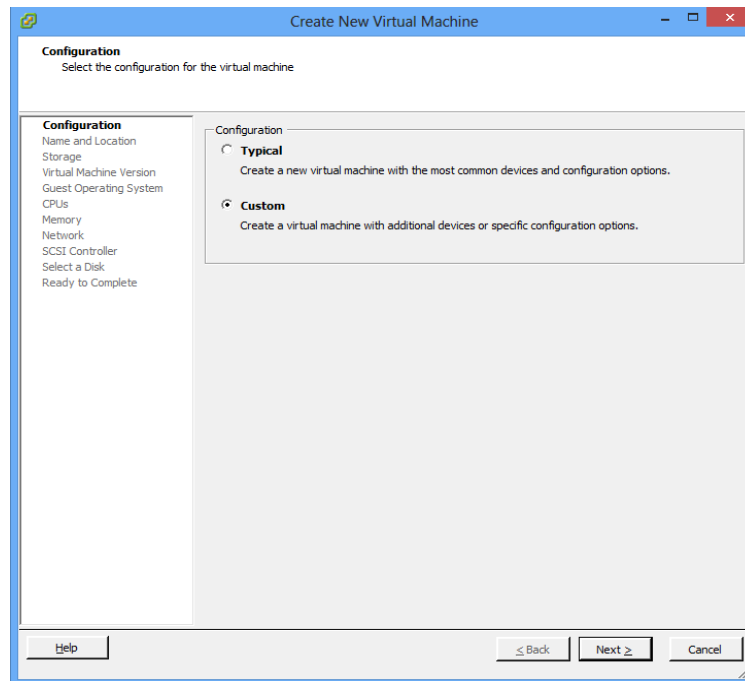 Create New Virtual Machine
Configuration
Select the configuration for the virtual machine
Configuration
Name and Location
Storage
Virtual Machine Version
Guest Operating System
CPUs
Memory
Network
SCSI Controller
Select a Disk
Ready to Complete
Configuration
Typical
Create a new virtual machine with the most common devices and configuration options.
Custom
Create a virtual machine with additional devices or specific configuration options.
Help
< Back
Next >
Cancel